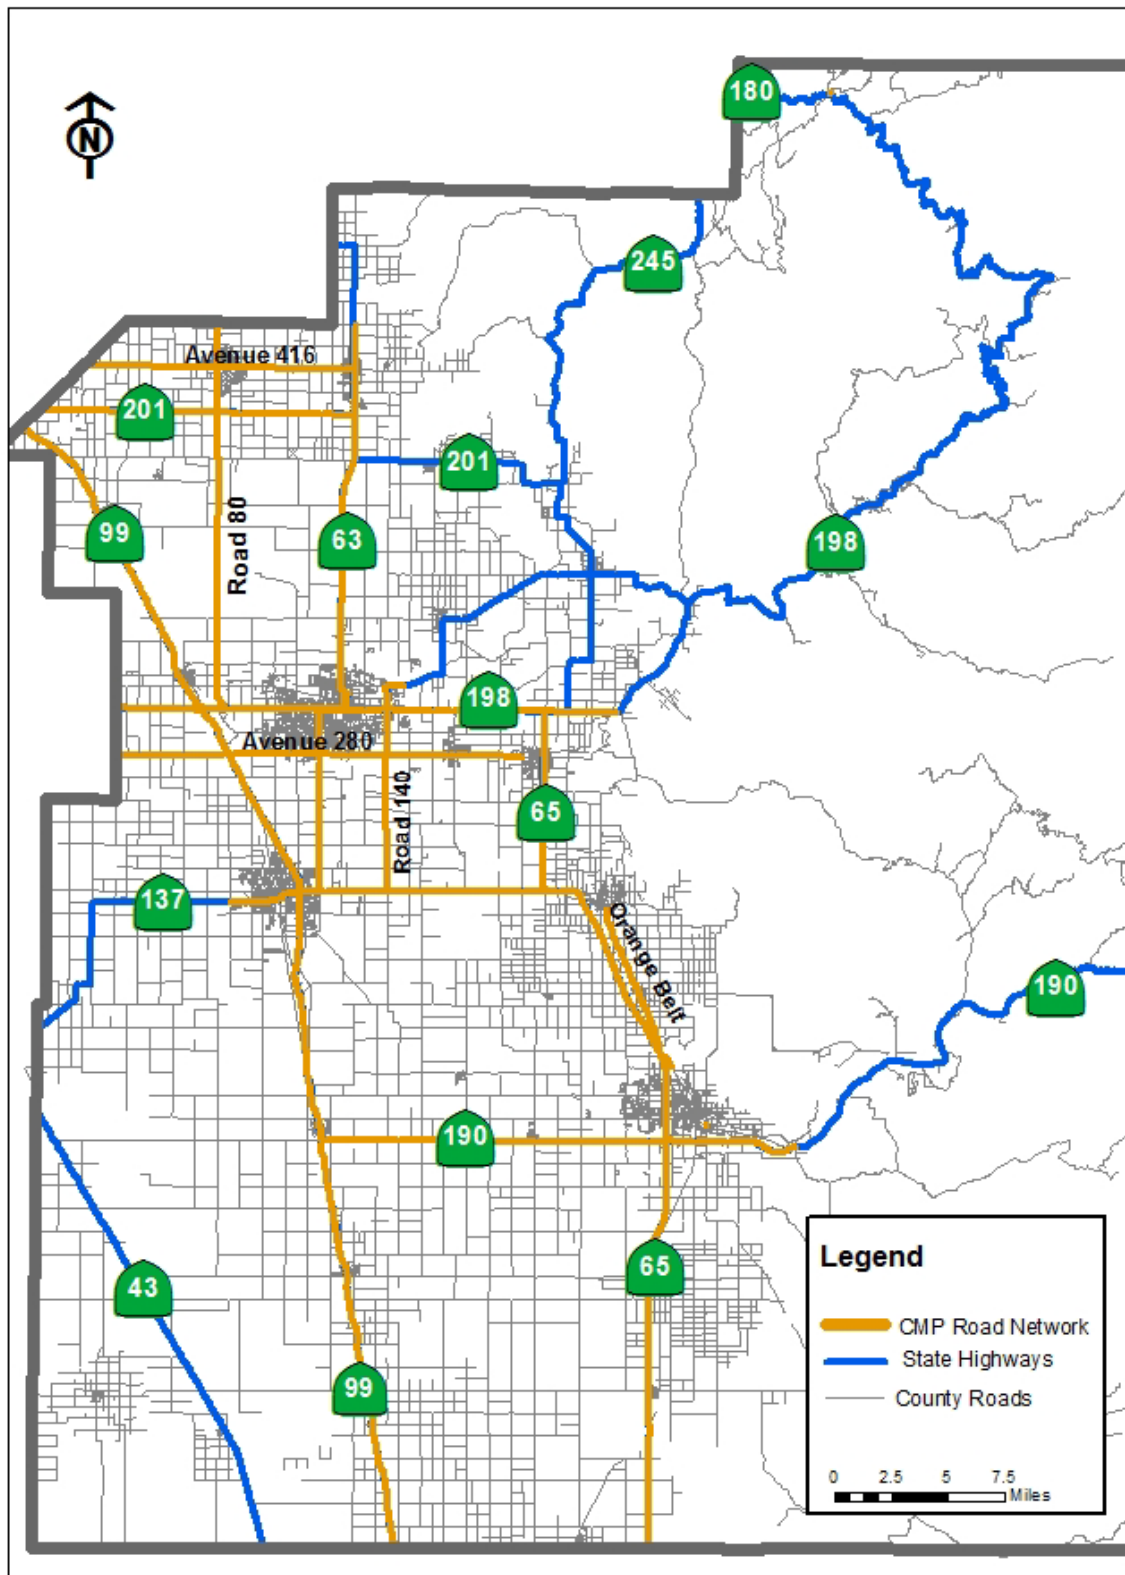 N
180
245
Avenue 416
201
201
99
Road 80
63
198
198
Avenue 280
Road 140
65
137
Orange Belt
190
190
65
43
99
Legend
CMP Road Network
State Highways
County Roads
0 2.5 5 7.5
Miles